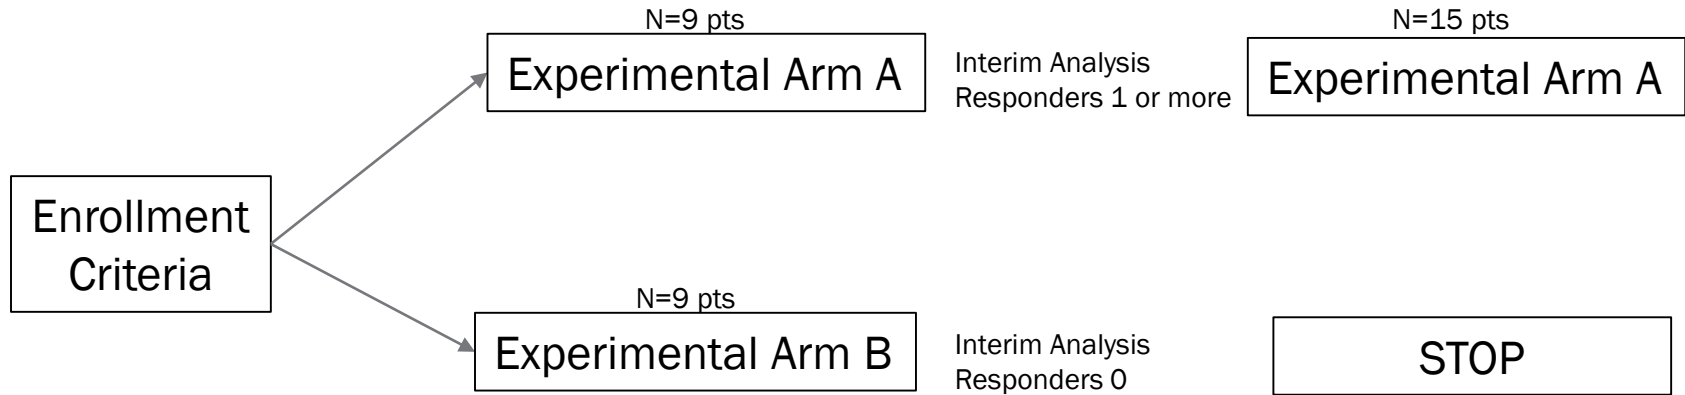 N=9 pts
Experimental Arm A
Interim Analysis
Responders 1 or more
N=15 pts
Experimental Arm A
Enrollment
Criteria
N=9 pts
Experimental Arm B
Interim Analysis
Responders 0
STOP